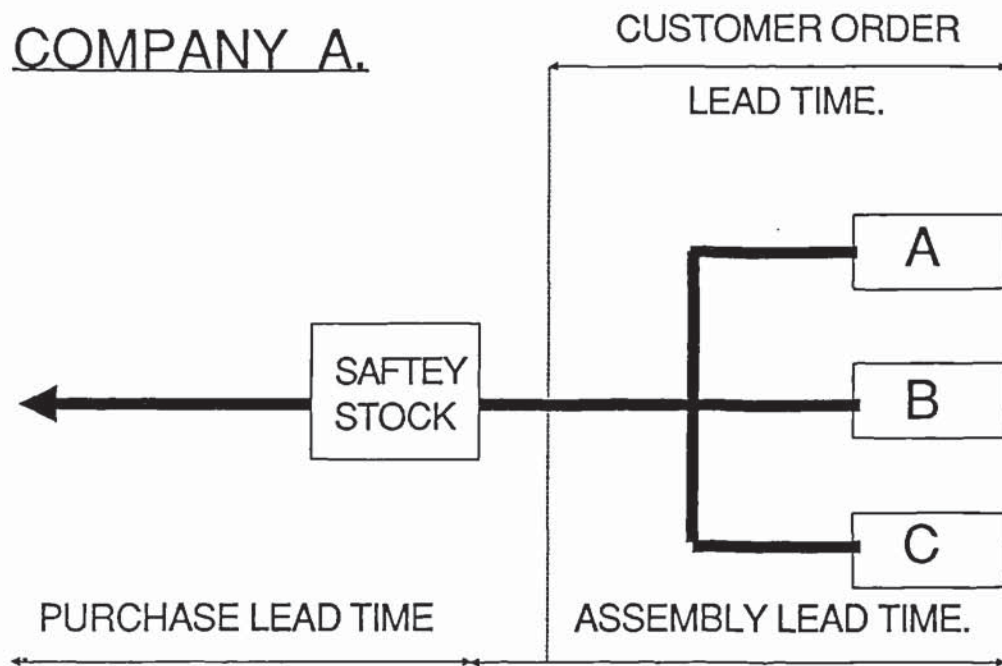 COMPANY A.
CUSTOMER ORDER
LEAD TIME.
A
SAFTEY
STOCK
B
C
PURCHASE LEAD TIME
ASSEMBLY LEAD TIME.